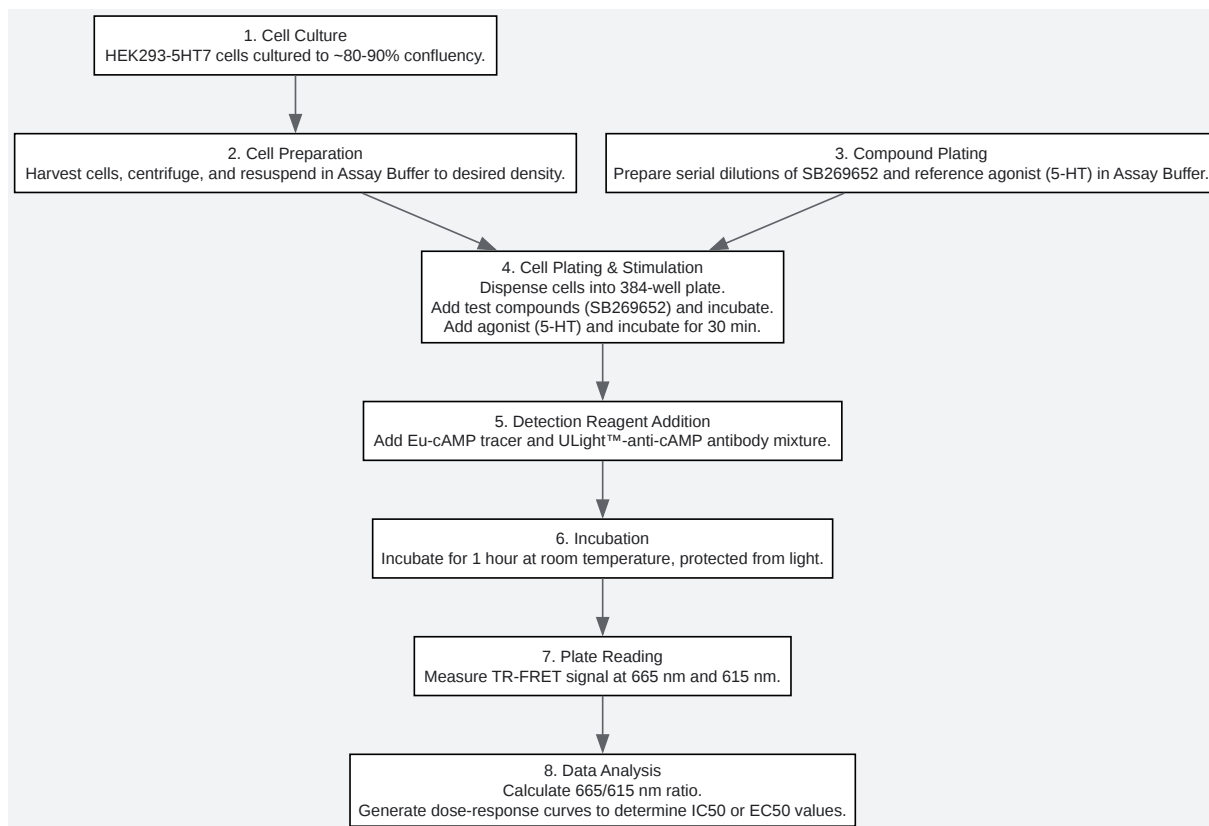 1. Cell Culture
HEK293-5HT7 cells cultured to ~80-90% confluency.
2. Cell Preparation
Harvest cells, centrifuge, and resuspend in Assay Buffer to desired density.
3. Compound Plating
Prepare serial dilutions of SB269652 and reference agonist (5-HT) in Assay Buffer.
4. Cell Plating & Stimulation
Dispense cells into 384-well plate.
Add test compounds (SB269652) and incubate.
Add agonist (5-HT) and incubate for 30 min.
5. Detection Reagent Addition
Add Eu-cAMP tracer and ULight™-anti-cAMP antibody mixture.
6. Incubation
Incubate for 1 hour at room temperature, protected from light.
7. Plate Reading
Measure TR-FRET signal at 665 nm and 615 nm.
8. Data Analysis
Calculate 665/615 nm ratio.
Generate dose-response curves to determine IC50 or EC50 values.